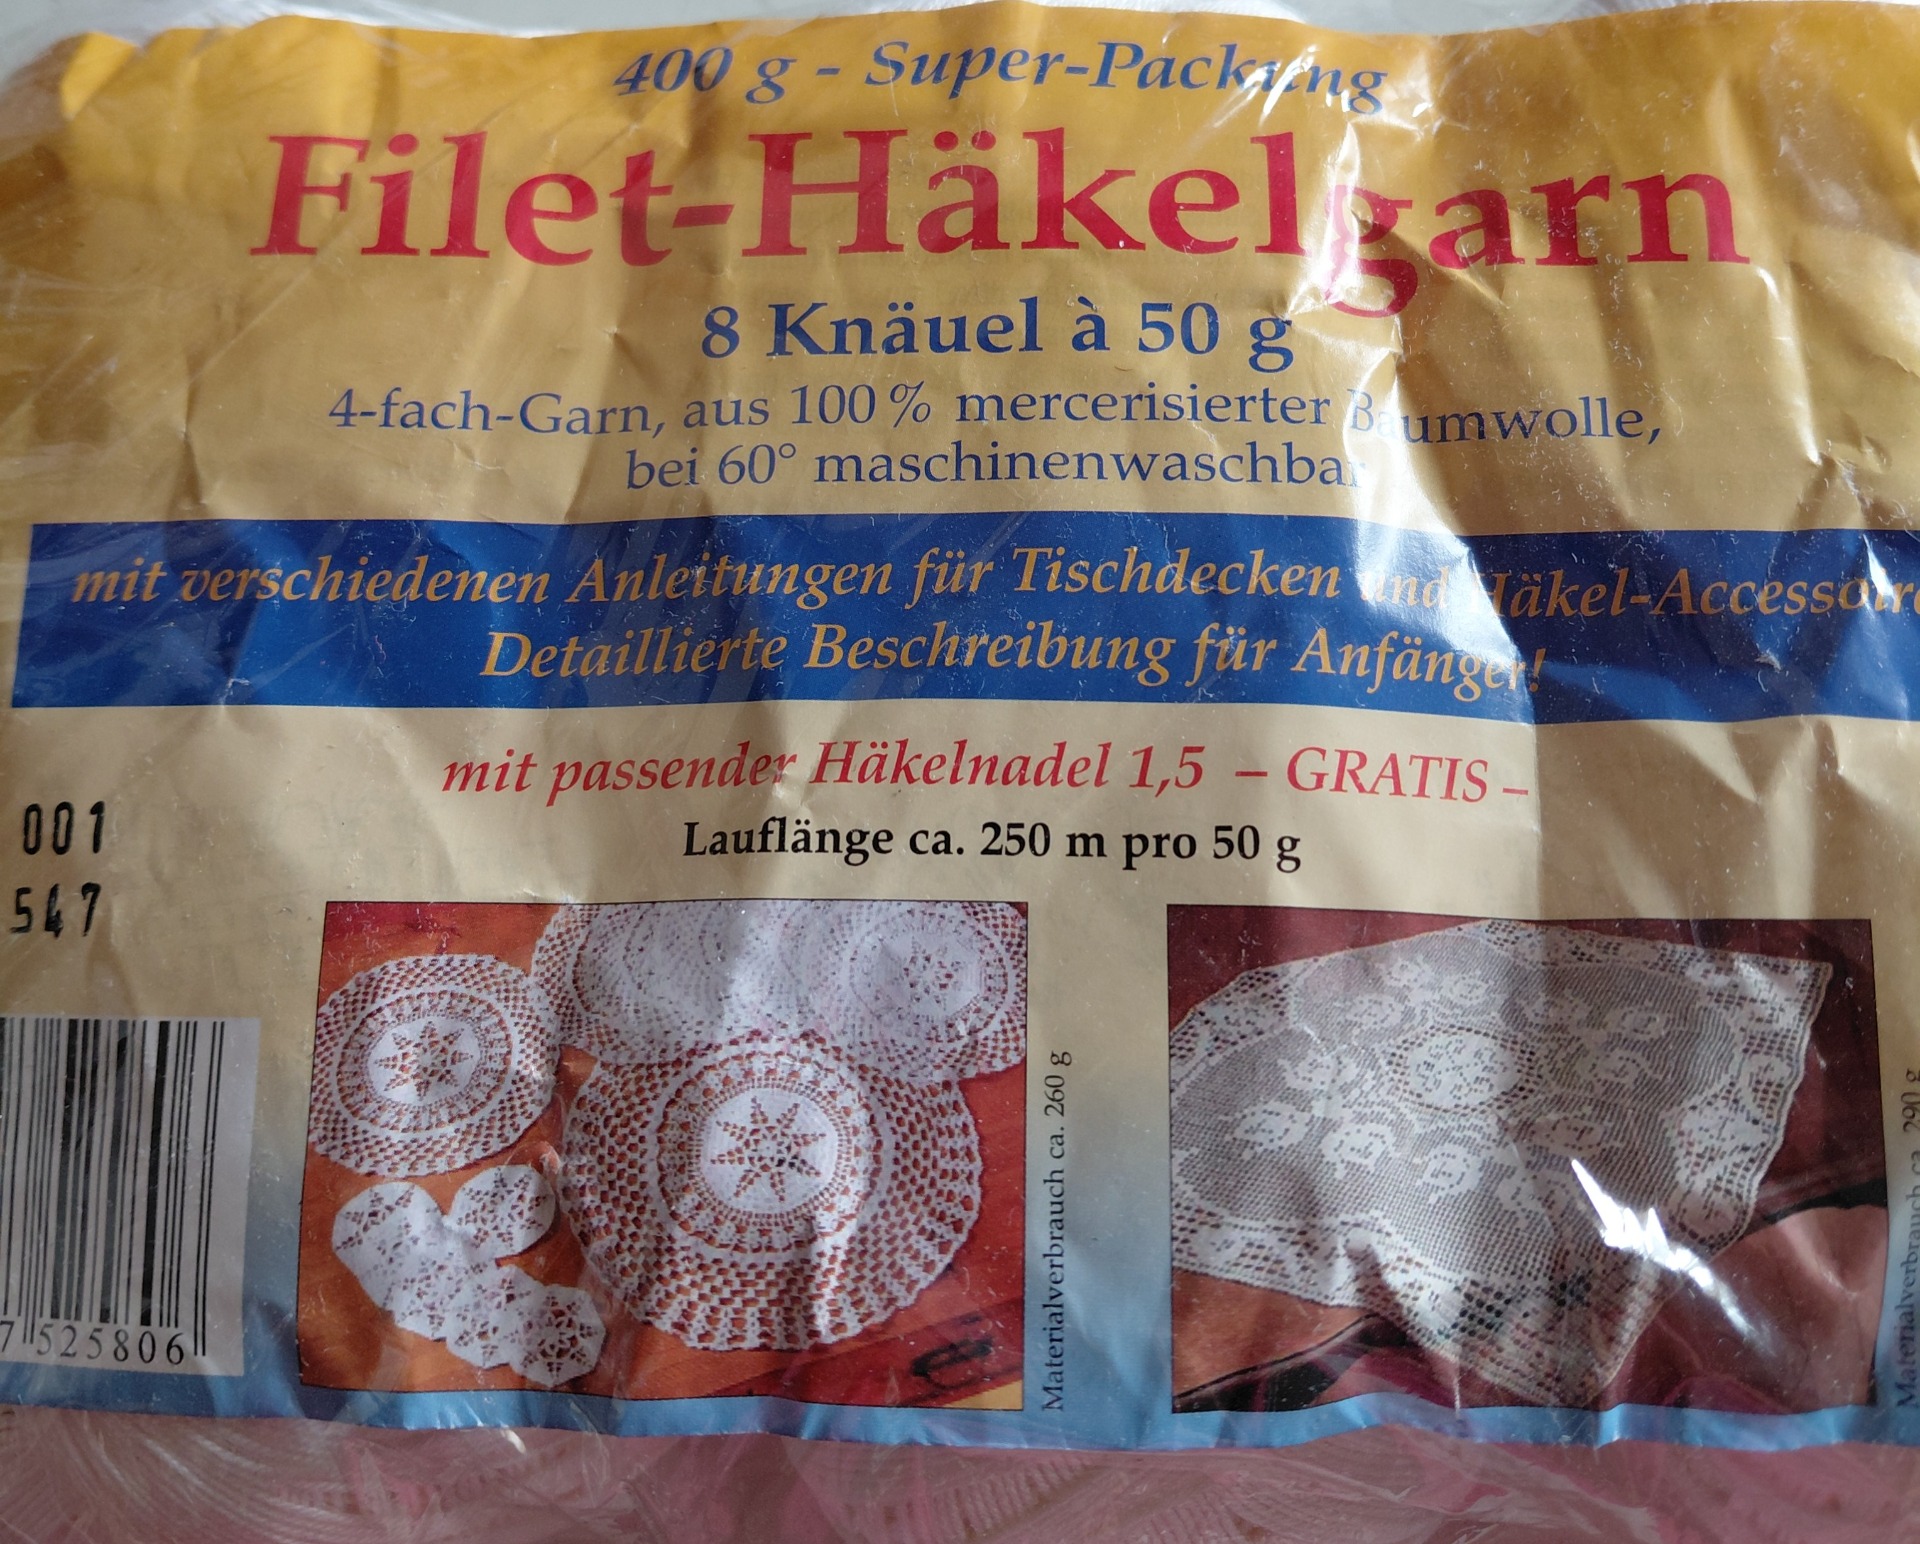 400 g - Super-Packung
Filet-Häkelgarn
8 Knäuel à 50 g
4-fach-Garn, aus 100 % mercerisierter Baumwolle,
bei 60° maschinenwaschbar
mit verschiedenen Anleitungen für Tischdecken und Häkel-Accessoire
Detaillierte Beschreibung für Anfänger!
mit passender Häkelnadel 1,5 – GRATIS –
Lauflänge ca. 250 m pro 50 g
001
547
7 525806
Materialverbrauch ca. 260 g
Materialverbrauch ca. 290 g